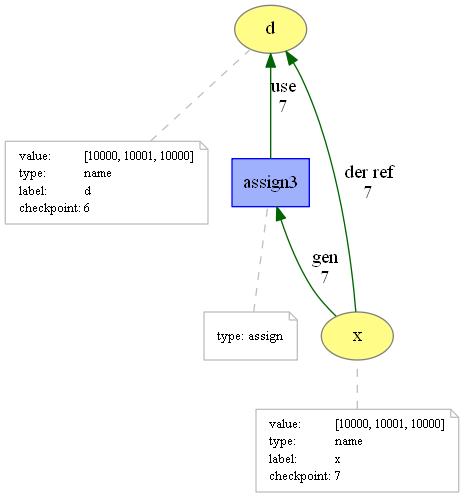 d
use
7
value: [10000, 10001, 10000]
type: name
label: d
checkpoint: 6
assign3
der ref
7
gen
7
type: assign
x
value: [10000, 10001, 10000]
type: name
label: x
checkpoint: 7